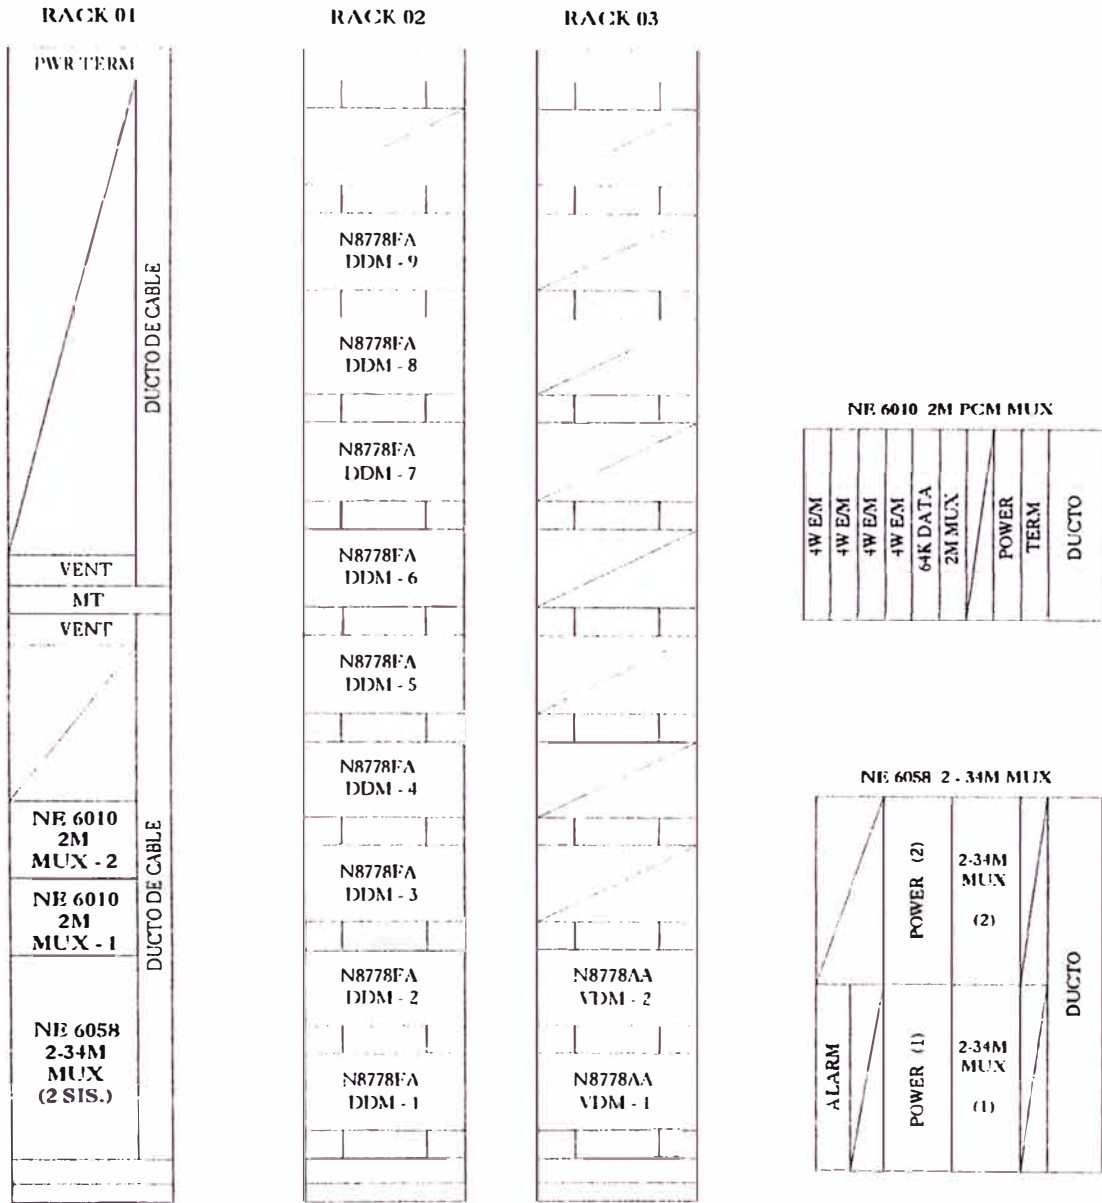 RACK 01
PWR TERM
DUCTO DE CABLE
VENT
MT
VENT
NE 6010
2M
MUX - 2
NE 6010
2M
MUX - 1
NE 6058
2-34M
MUX
(2 SIS.)
DUCTO DE CABLE
RACK 02
N8778FA
DDM - 9
N8778FA
DDM - 8
N8778FA
DDM - 7
N8778FA
DDM - 6
N8778FA
DDM - 5
N8778FA
DDM - 4
N8778FA
DDM - 3
N8778FA
DDM - 2
N8778FA
DDM - 1
RACK 03
N8778AA
VDM - 2
N8778AA
VDM - 1
NE 6010 2M PCM MUX
4W E/M
4W E/M
4W E/M
4W E/M
64K DATA
2M MUX
POWER
TERM
DUCTO
NE 6058 2 - 34M MUX
POWER (2)
2-34M
MUX
(2)
DUCTO
ALARM
POWER (1)
2-34M
MUX
(1)